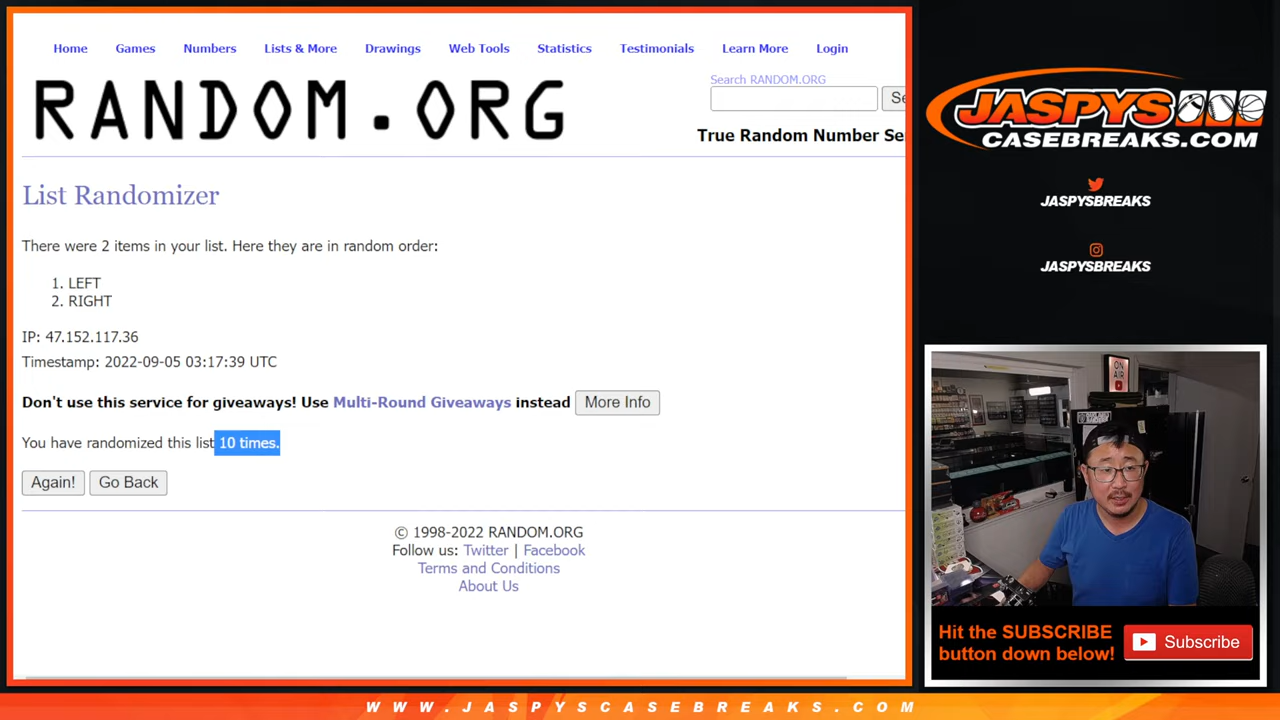 Home Games Numbers Lists & More Drawings Web Tools Statistics Testimonials Learn More Login
RANDOM.ORG
Search RANDOM.ORG
Se
True Random Number Se
List Randomizer
There were 2 items in your list. Here they are in random order:
1. LEFT
2. RIGHT
IP: 47.152.117.36
Timestamp: 2022-09-05 03:17:39 UTC
Don't use this service for giveaways! Use Multi-Round Giveaways instead More Info
You have randomized this list 10 times.
Again! Go Back
© 1998-2022 RANDOM.ORG
Follow us: Twitter | Facebook
Terms and Conditions
About Us
JASPYS
CASEBREAKS.COM
JASPYSBREAKS
JASPYSBREAKS
ON
AIR
Hit the SUBSCRIBE
button down below!
Subscribe
WWW.JASPYSCASEBREAKS.COM